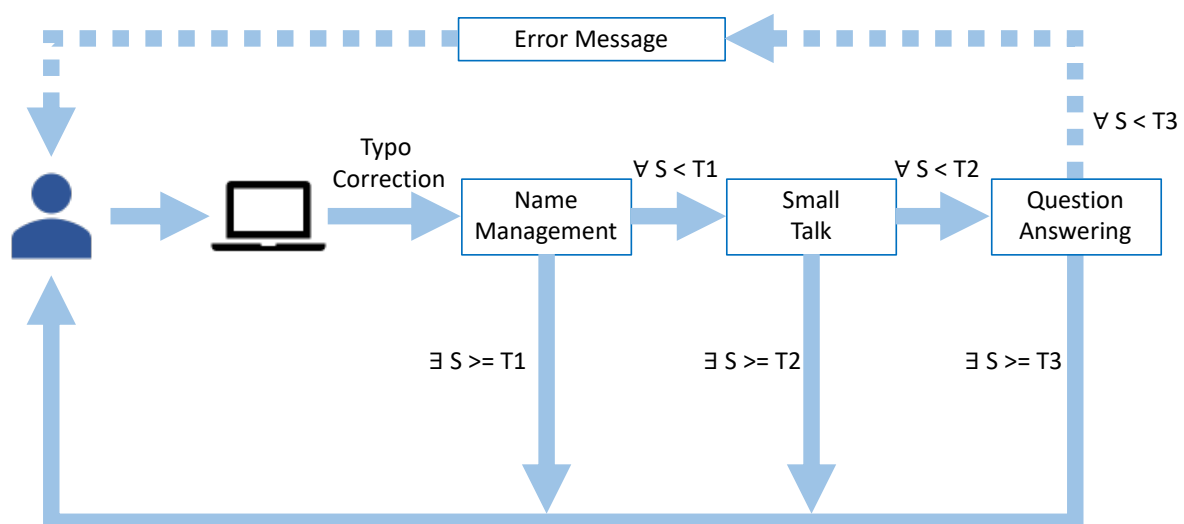 Error Message
∀ S < T3
Typo
Correction
∀ S < T1
∀ S < T2
Name
Management
Small
Talk
Question
Answering
∃ S >= T1
∃ S >= T2
∃ S >= T3